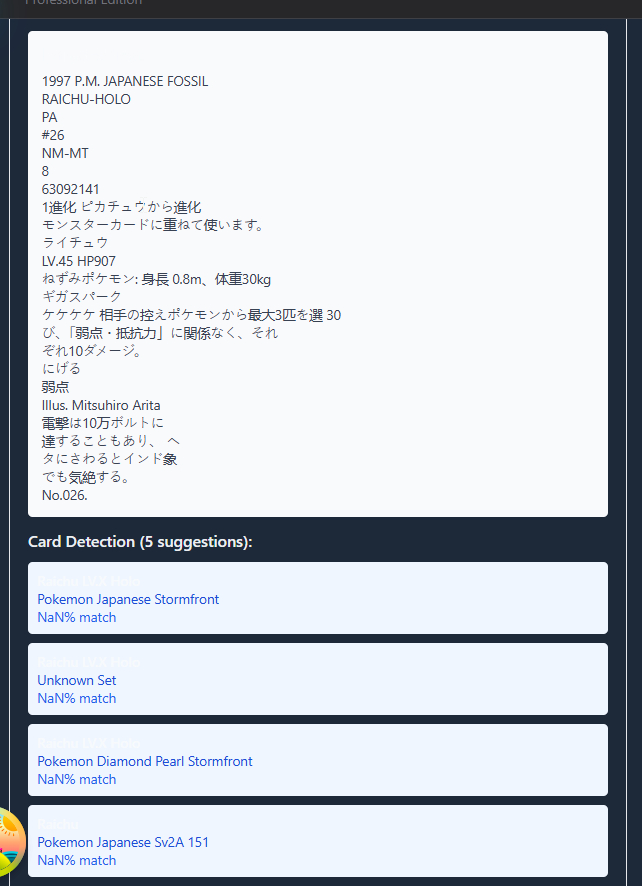 Professional Edition
1997 P.M. JAPANESE FOSSIL
RAICHU-HOLO
PA
#26
NM-MT
8
63092141
1進化 ピカチュウから進化
モンスターカードに重ねて使います。
ライチュウ
LV.45 HP907
ねずみポケモン: 身長 0.8m、体重30kg
ギガスパーク
ケケケケ 相手の控えポケモンから最大3匹を選 30
び、「弱点・抵抗力」に関係なく、それ
ぞれ10ダメージ。
にげる
弱点
Illus. Mitsuhiro Arita
電撃は10万ボルトに
達することもあり、 ヘ
タにさわるとインド象
でも気絶する。
No.026.
Card Detection (5 suggestions):
Pokemon Japanese Stormfront
NaN% match
Unknown Set
NaN% match
Pokemon Diamond Pearl Stormfront
NaN% match
Raichu
Pokemon Japanese Sv2A 151
NaN% match